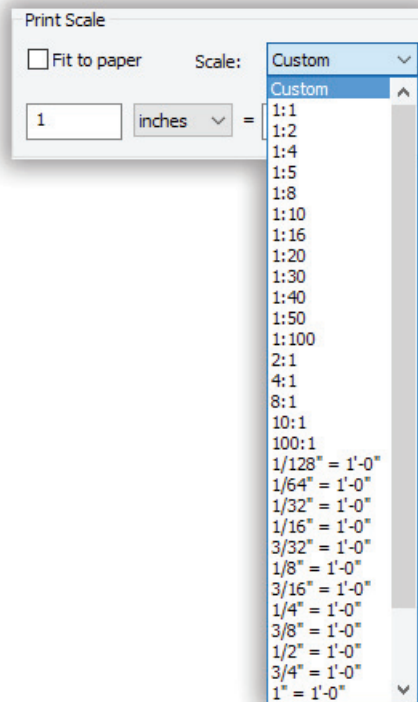 Print Scale
Fit to paper Scale: Custom
Custom
1 inches =
1:1
1:2
1:4
1:5
1:8
1:10
1:16
1:20
1:30
1:40
1:50
1:100
2:1
4:1
8:1
10:1
100:1
1/128" = 1'-0"
1/64" = 1'-0"
1/32" = 1'-0"
1/16" = 1'-0"
3/32" = 1'-0"
1/8" = 1'-0"
3/16" = 1'-0"
1/4" = 1'-0"
3/8" = 1'-0"
1/2" = 1'-0"
3/4" = 1'-0"
1" = 1'-0"